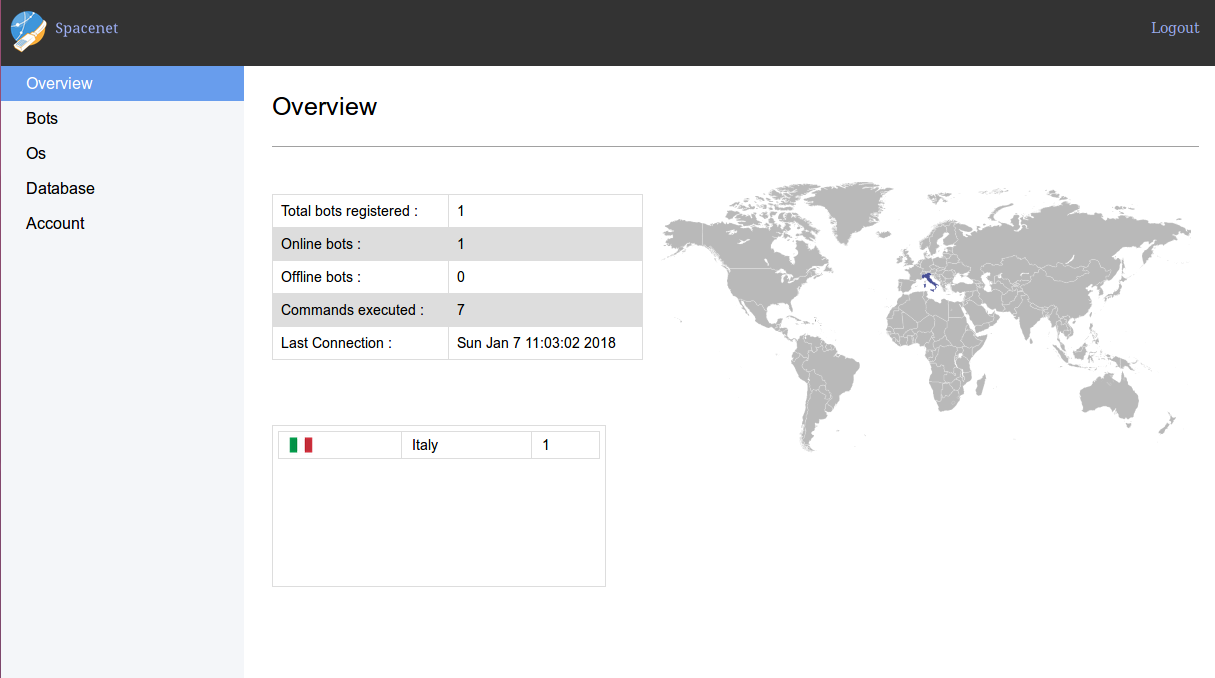 Spacenet
Logout
Overview
Bots
Os
Database
Account
Overview
Total bots registered : 1
Online bots : 1
Offline bots : 0
Commands executed : 7
Last Connection : Sun Jan 7 11:03:02 2018
Italy 1